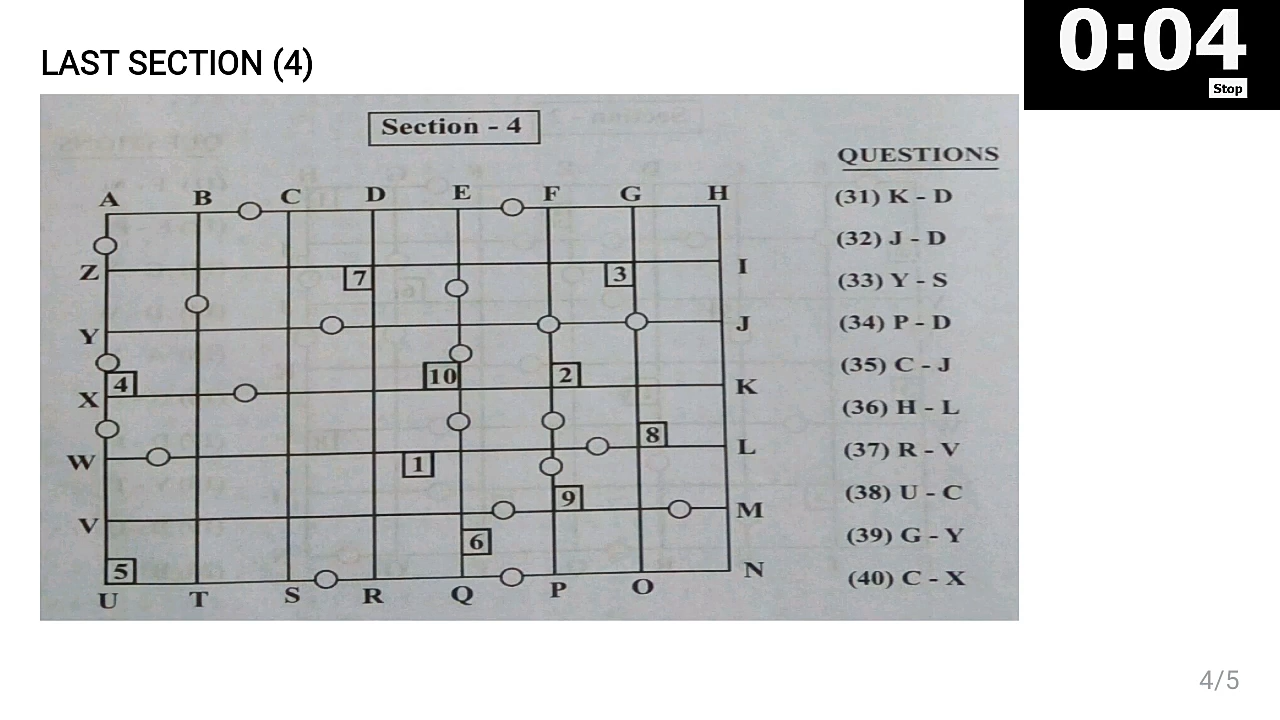 LAST SECTION (4)
0:04
Stop
Section - 4
QUESTIONS
(31) K - D
(32) J - D
(33) Y - S
(34) P - D
(35) C - J
(36) H - L
(37) R - V
(38) U - C
(39) G - Y
(40) C - X
A B C D E F G H
Z 7 3 I
Y J
X 4 10 2 K
W 1 8 L
V 9 M
5 6 N
U T S R Q P O
4/5